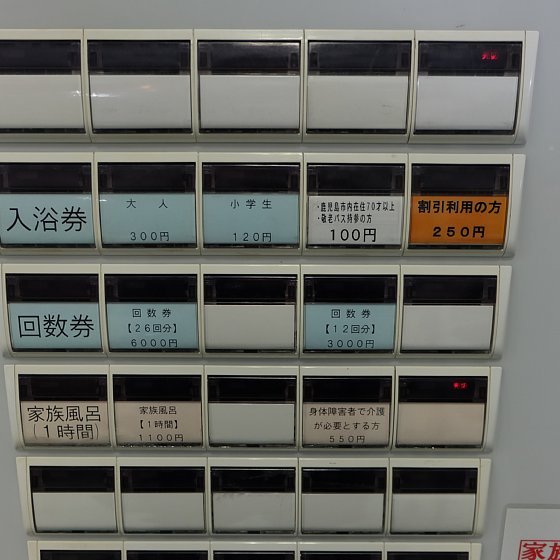 入浴券
大人
300円
小学生
120円
・鹿児島市内在住70才以上
・敬老パス持参の方
100円
割引利用の方
250円
回数券
回数券
【26回分】
6000円
回数券
【12回分】
3000円
家族風呂
(1時間)
家族風呂
【1時間】
1100円
身体障害者で介護
が必要とする方
550円